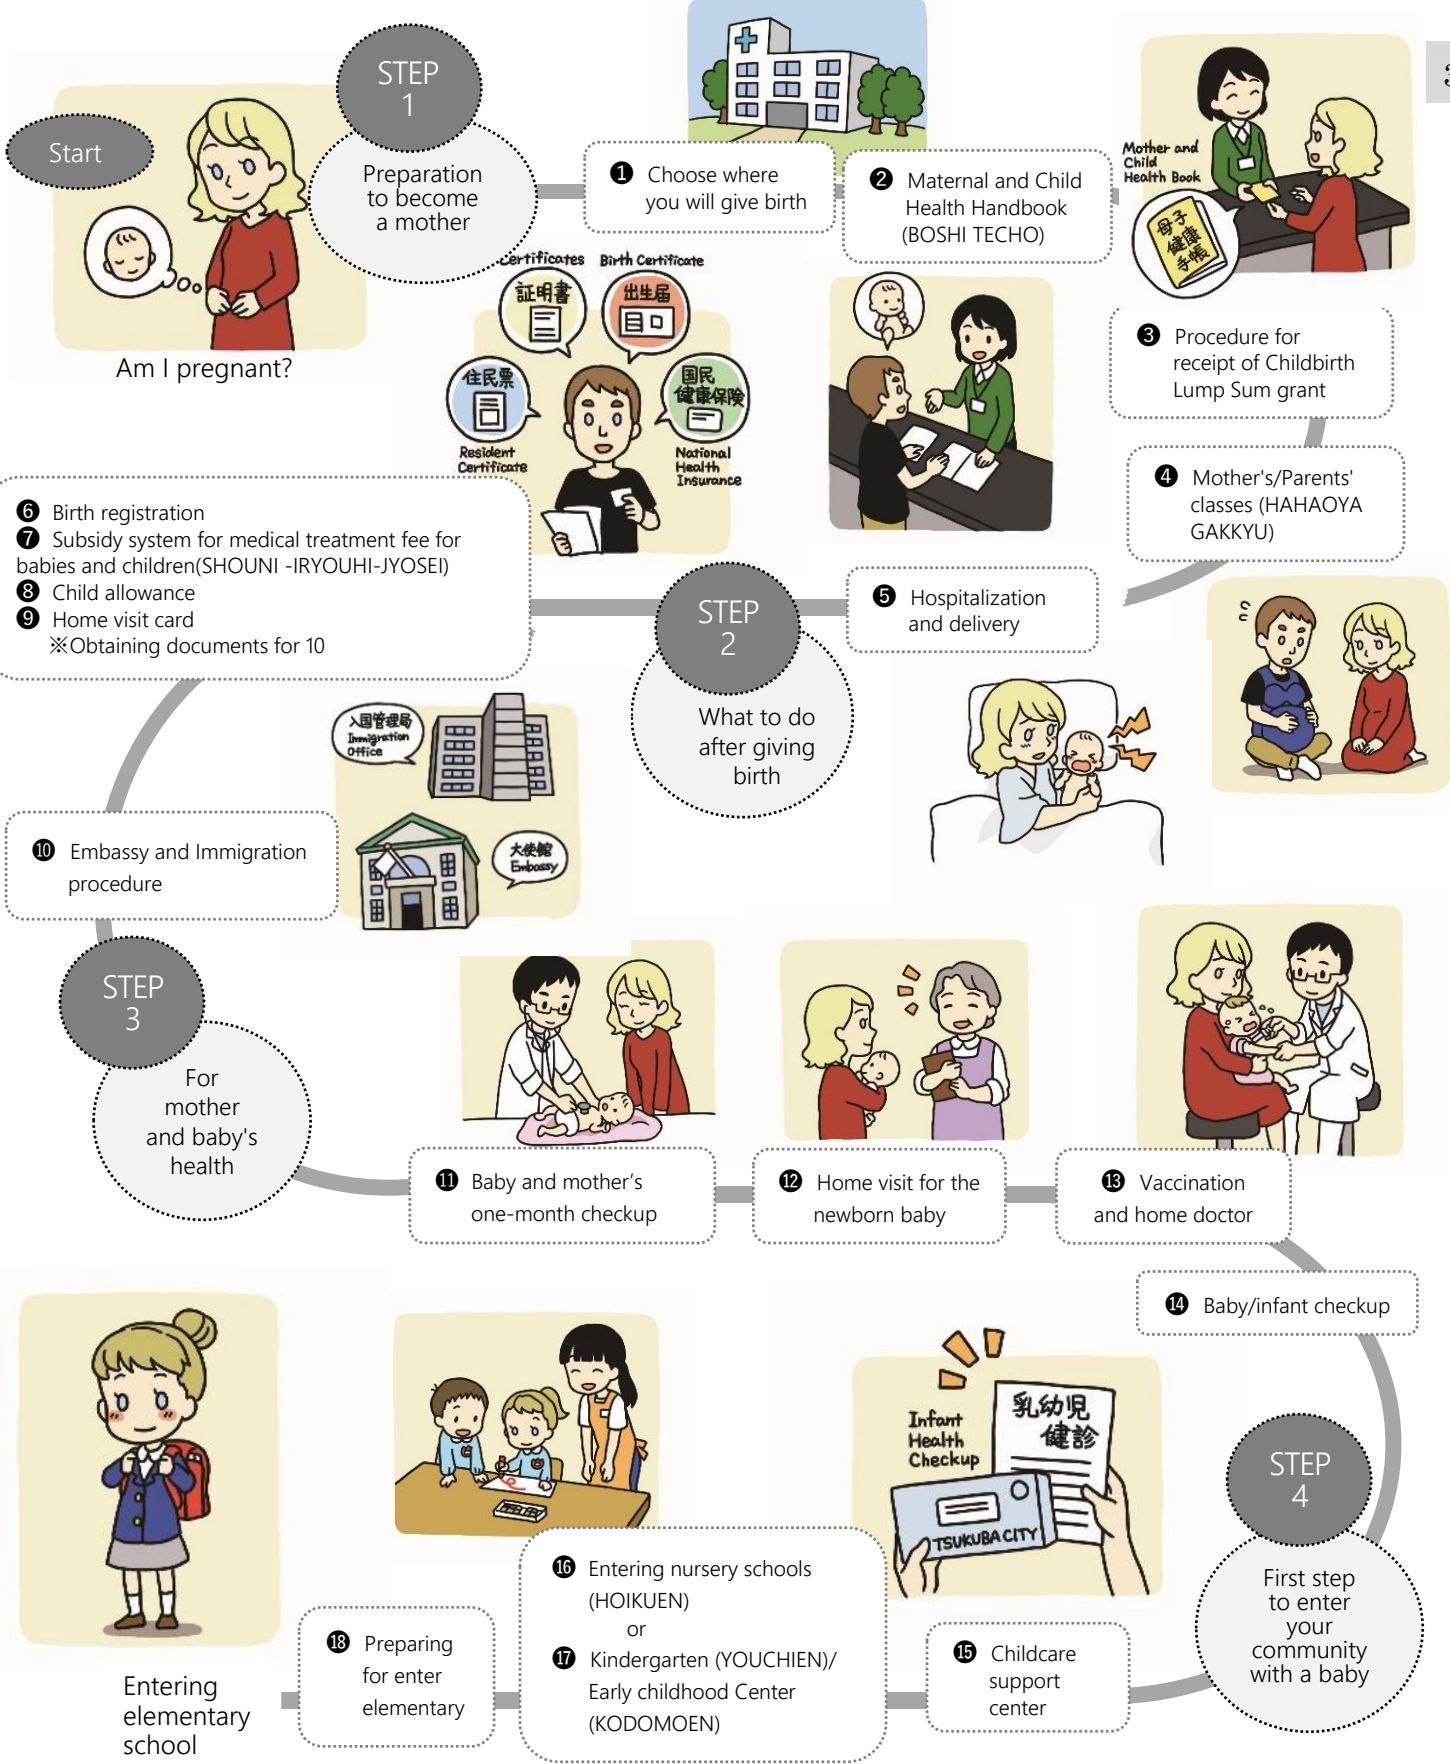 Start
STEP
1
Preparation
to become
a mother
Am I pregnant?
❶ Choose where
you will give birth
❷ Maternal and Child
Health Handbook
(BOSHI TECHO)
Mother and
Child
Health Book
母子
健康
手帳
❸ Procedure for
receipt of Childbirth
Lump Sum grant
❹ Mother's/Parents'
classes (HAHAOYA
GAKKYU)
❺ Hospitalization
and delivery
STEP
2
What to do
after giving
birth
Certificates
証明書
Birth Certificate
出生届
住民票
Resident
Certificate
国民
健康保険
National
Health
Insurance
❻ Birth registration
❼ Subsidy system for medical treatment fee for
babies and children(SHOUNI -IRYOUHI-JYOSEI)
❽ Child allowance
❾ Home visit card
※Obtaining documents for 10
入国管理局
Immigration
Office
大使館
Embassy
❿ Embassy and Immigration
procedure
STEP
3
For
mother
and baby's
health
⓫ Baby and mother's
one-month checkup
⓬ Home visit for the
newborn baby
⓭ Vaccination
and home doctor
⓮ Baby/infant checkup
Infant
Health
Checkup
乳幼児
健診
TSUKUBA CITY
STEP
4
First step
to enter
your
community
with a baby
⓯ Childcare
support
center
⓰ Entering nursery schools
(HOIKUEN)
or
⓱ Kindergarten (YOUCHIEN)/
Early childhood Center
(KODOMOEN)
⓲ Preparing
for enter
elementary
Entering
elementary
school